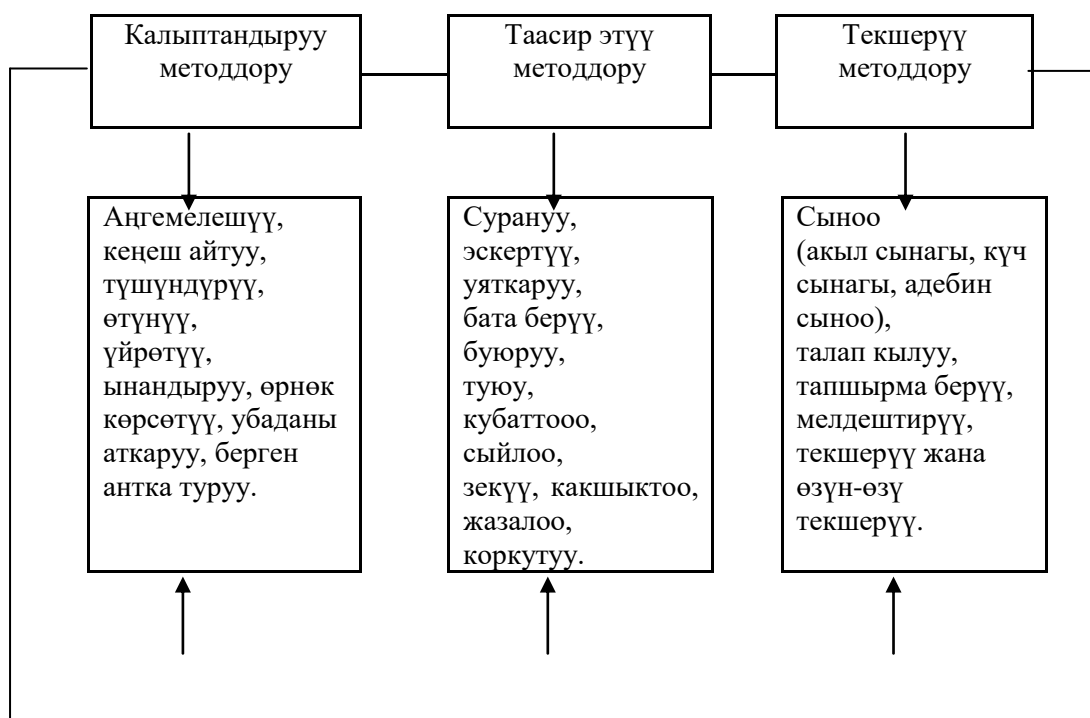 Калыптандыруу
методдору
Таасир этүү
методдору
Текшерүү
методдору
Аңгемелешүү,
кеңеш айтуу,
түшүндүрүү,
өтүнүү,
үйрөтүү,
ынандыруу, өрнөк
көрсөтүү, убаданы
аткаруу, берген
антка туруу.
Сурануу,
эскертүү,
уяткаруу,
бата берүү,
буюруу,
туюу,
кубаттооо,
сыйлоо,
зекүү, какшыктоо,
жазалоо,
коркутуу.
Сыноо
(акыл сынагы, күч
сынагы, адебин
сыноо),
талап кылуу,
тапшырма берүү,
мелдештирүү,
текшерүү жана
өзүн-өзү
текшерүү.